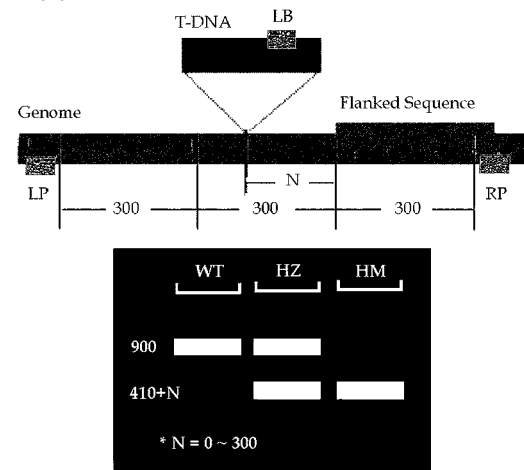 T-DNA LB
Genome
Flanked Sequence
LP
N
RP
300 300 300
WT HZ HM
900
410+N
* N = 0 ~ 300